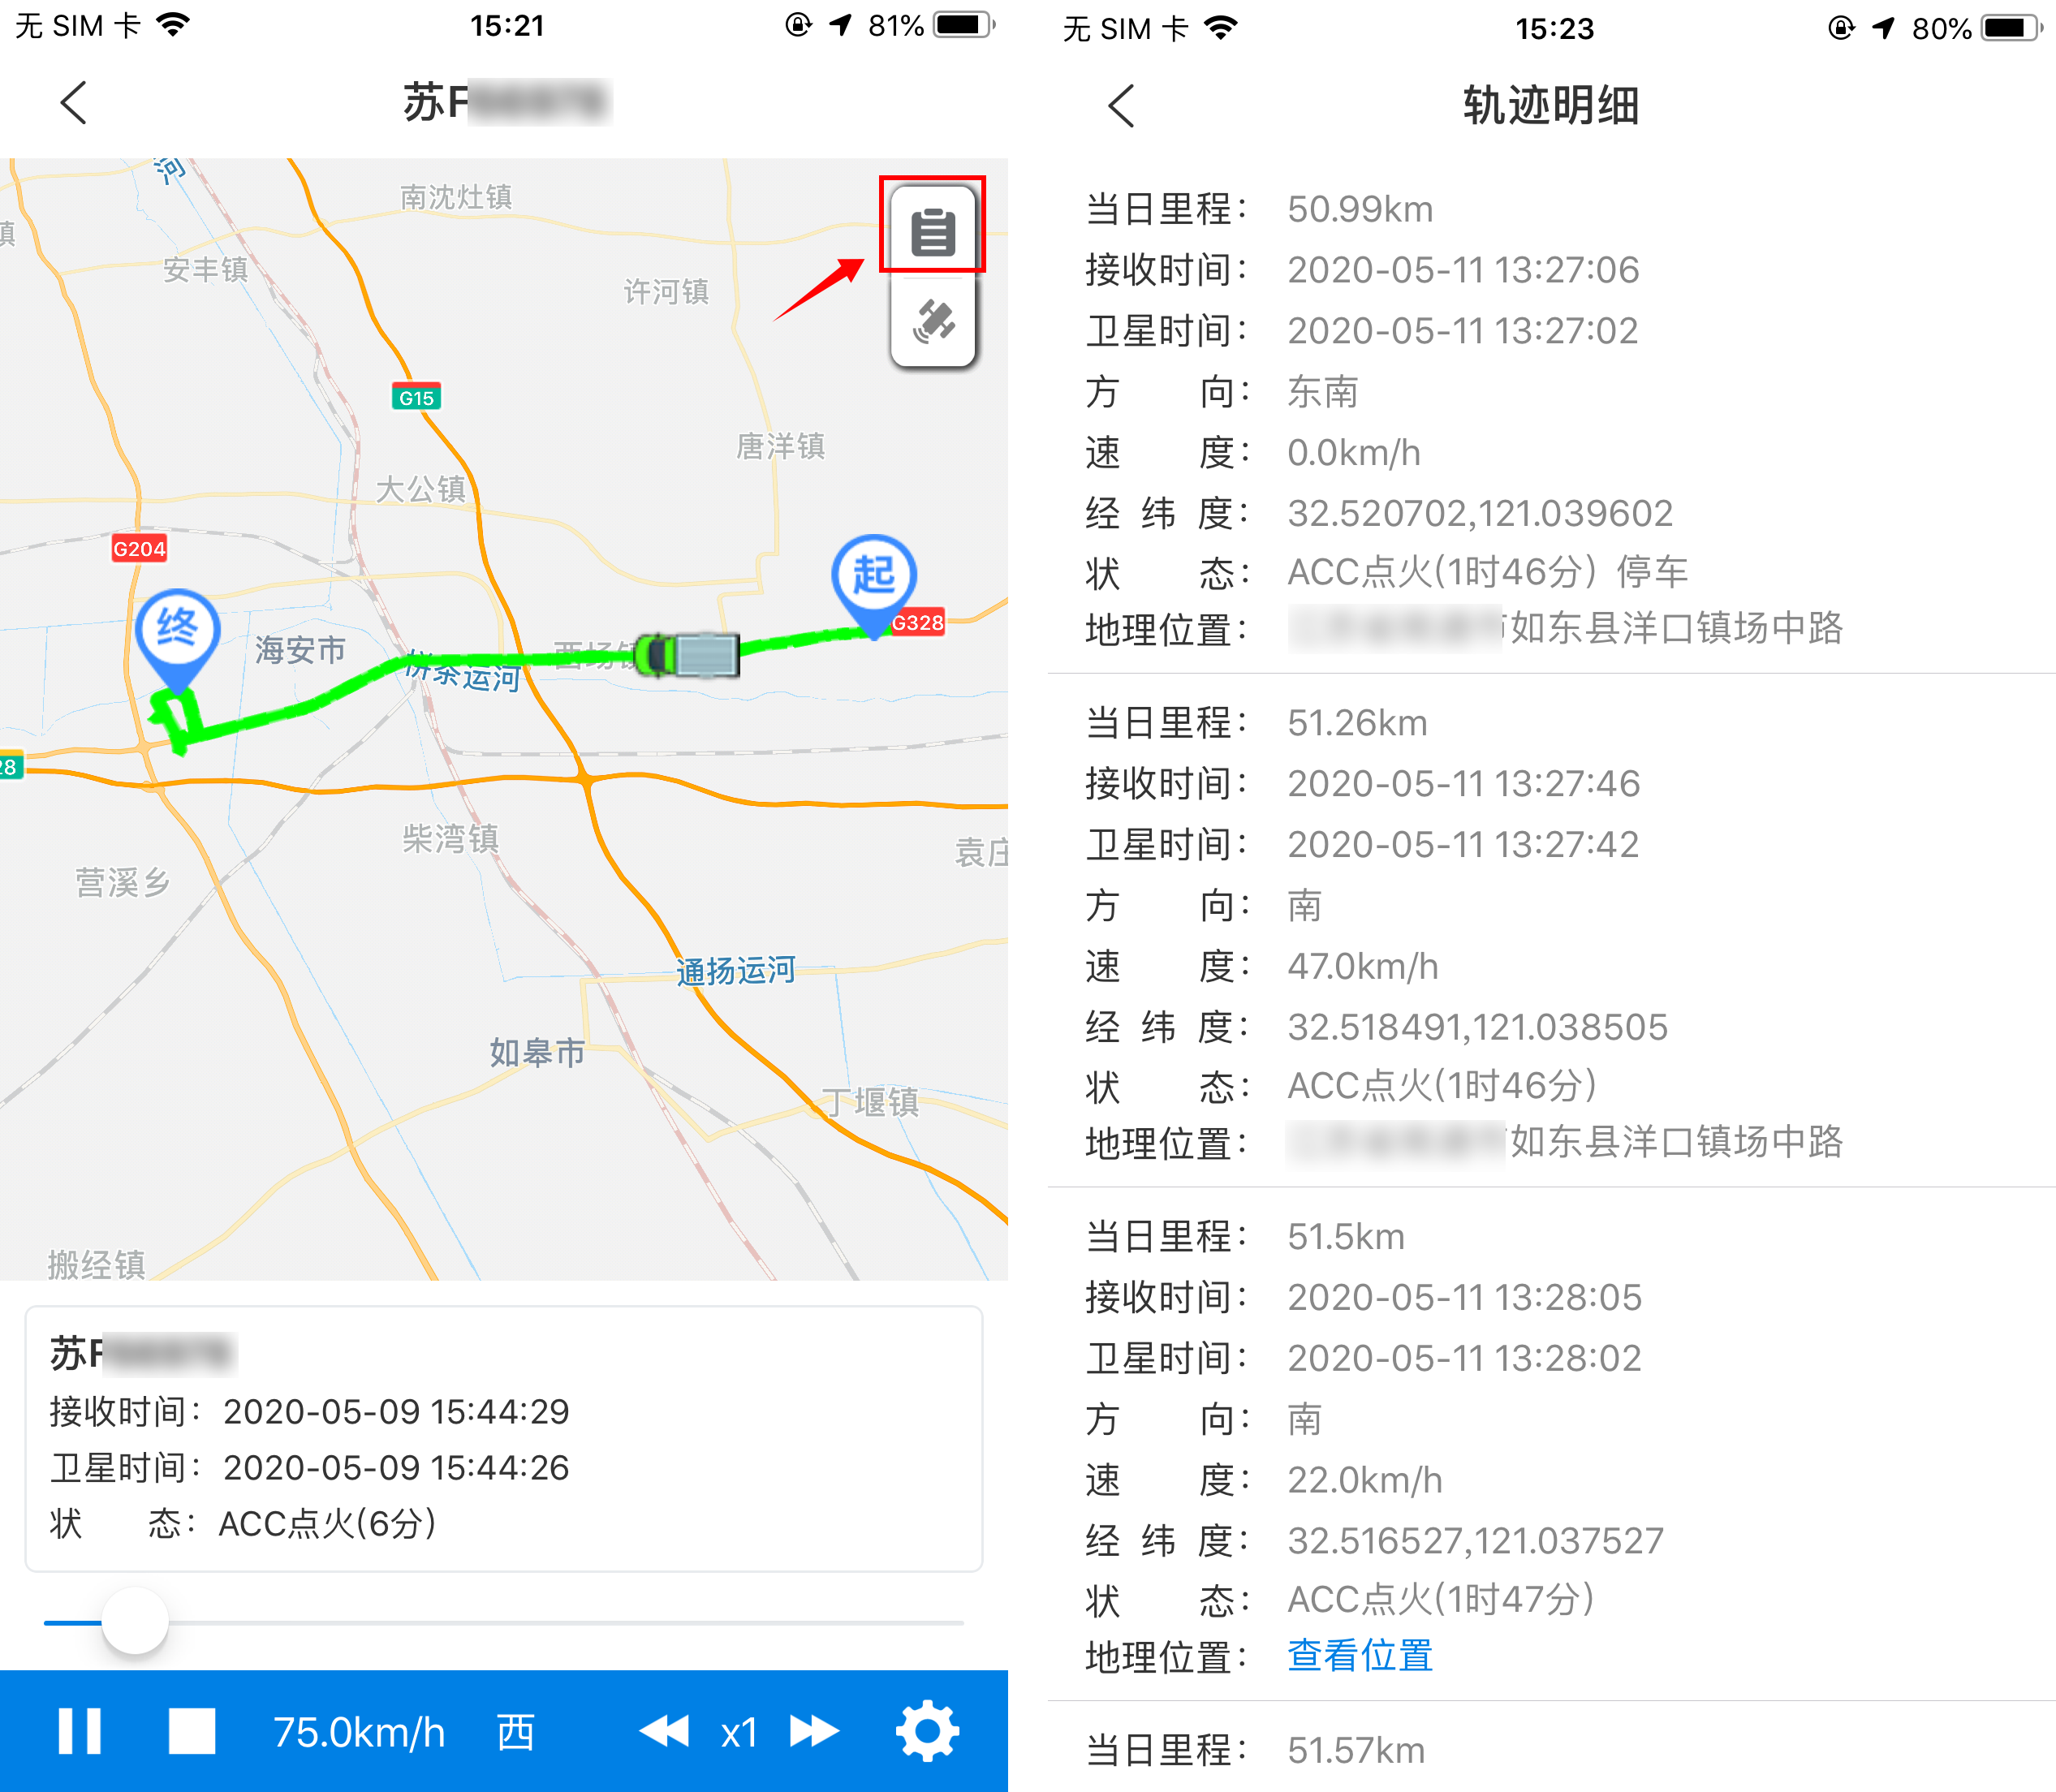 无 SIM 卡 15:21 81%
苏F
河
南沈灶镇
镇
安丰镇
许河镇
G15
唐洋镇
大公镇
G204
起
G328
终
海安市
西场镇
拼茶运河
28
柴湾镇
袁庄
营溪乡
通扬运河
如皋市
丁堰镇
搬经镇
苏F
接收时间： 2020-05-09 15:44:29
卫星时间： 2020-05-09 15:44:26
状 态： ACC点火(6分)
75.0km/h 西 x1
无 SIM 卡 15:23 80%
轨迹明细
当日里程： 50.99km
接收时间： 2020-05-11 13:27:06
卫星时间： 2020-05-11 13:27:02
方 向： 东南
速 度： 0.0km/h
经 纬 度： 32.520702,121.039602
状 态： ACC点火(1时46分) 停车
地理位置： 如东县洋口镇场中路
当日里程： 51.26km
接收时间： 2020-05-11 13:27:46
卫星时间： 2020-05-11 13:27:42
方 向： 南
速 度： 47.0km/h
经 纬 度： 32.518491,121.038505
状 态： ACC点火(1时46分)
地理位置： 如东县洋口镇场中路
当日里程： 51.5km
接收时间： 2020-05-11 13:28:05
卫星时间： 2020-05-11 13:28:02
方 向： 南
速 度： 22.0km/h
经 纬 度： 32.516527,121.037527
状 态： ACC点火(1时47分)
地理位置： 查看位置
当日里程： 51.57km